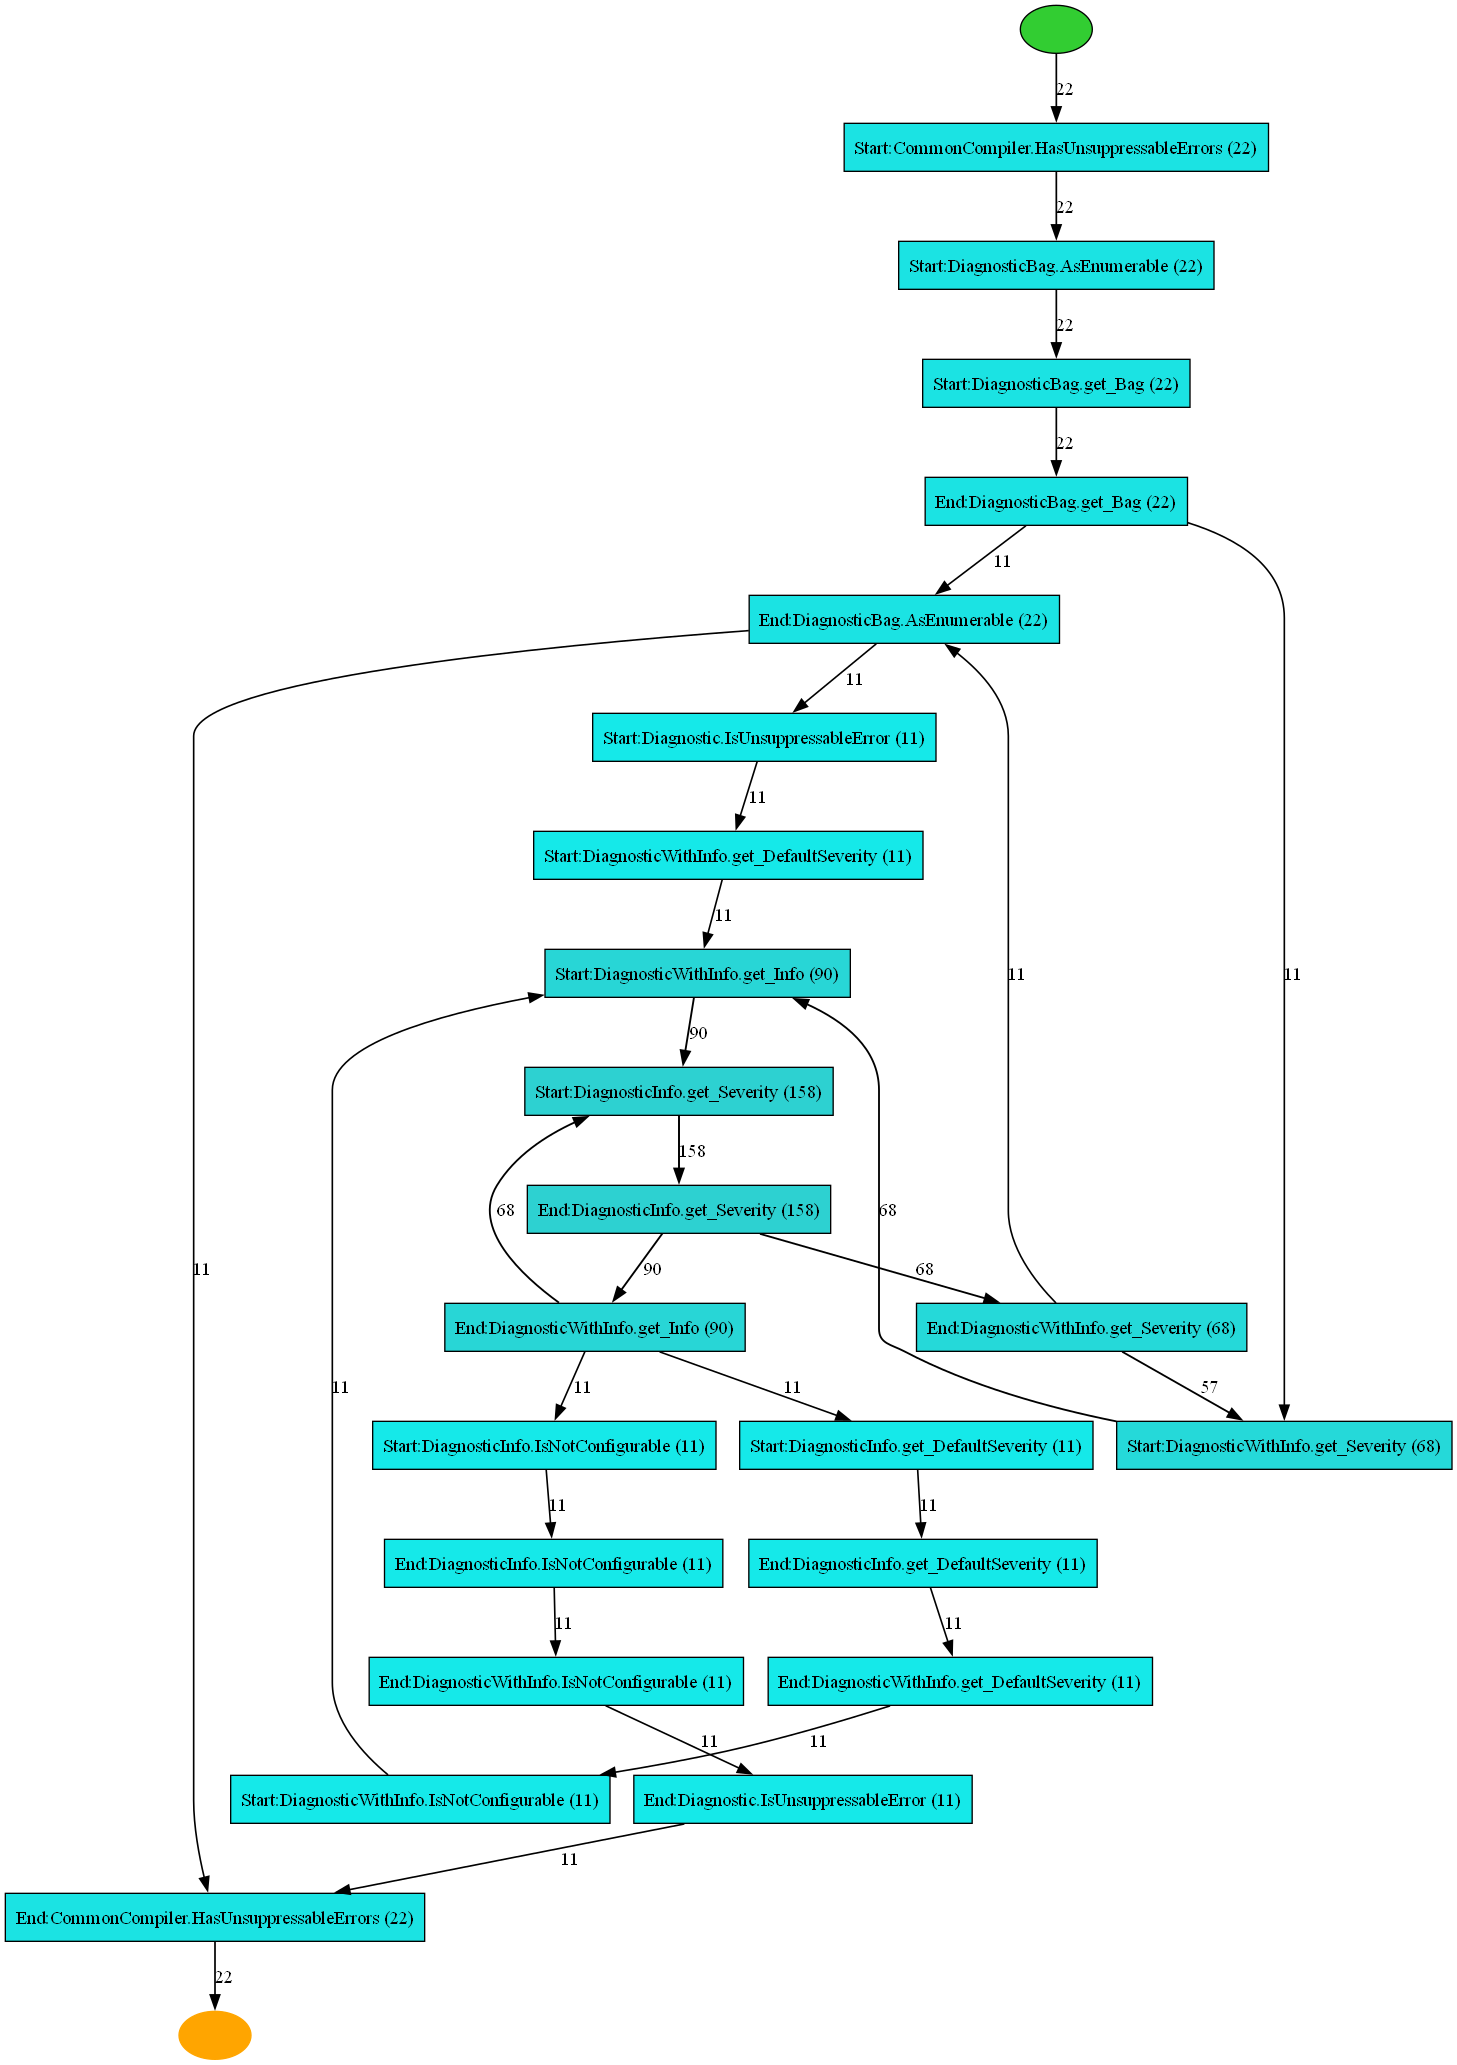 22
Start:CommonCompiler.HasUnsuppressableErrors (22)
22
Start:DiagnosticBag.AsEnumerable (22)
22
Start:DiagnosticBag.get_Bag (22)
22
End:DiagnosticBag.get_Bag (22)
11
End:DiagnosticBag.AsEnumerable (22)
11
Start:Diagnostic.IsUnsuppressableError (11)
11
Start:DiagnosticWithInfo.get_DefaultSeverity (11)
11
Start:DiagnosticWithInfo.get_Info (90)
11
11
90
Start:DiagnosticInfo.get_Severity (158)
158
End:DiagnosticInfo.get_Severity (158)
68
68
11
90
68
End:DiagnosticWithInfo.get_Info (90)
End:DiagnosticWithInfo.get_Severity (68)
11
11
11
57
Start:DiagnosticInfo.IsNotConfigurable (11)
Start:DiagnosticInfo.get_DefaultSeverity (11)
Start:DiagnosticWithInfo.get_Severity (68)
11
11
End:DiagnosticInfo.IsNotConfigurable (11)
End:DiagnosticInfo.get_DefaultSeverity (11)
11
11
End:DiagnosticWithInfo.IsNotConfigurable (11)
End:DiagnosticWithInfo.get_DefaultSeverity (11)
11
11
Start:DiagnosticWithInfo.IsNotConfigurable (11)
End:Diagnostic.IsUnsuppressableError (11)
11
End:CommonCompiler.HasUnsuppressableErrors (22)
22